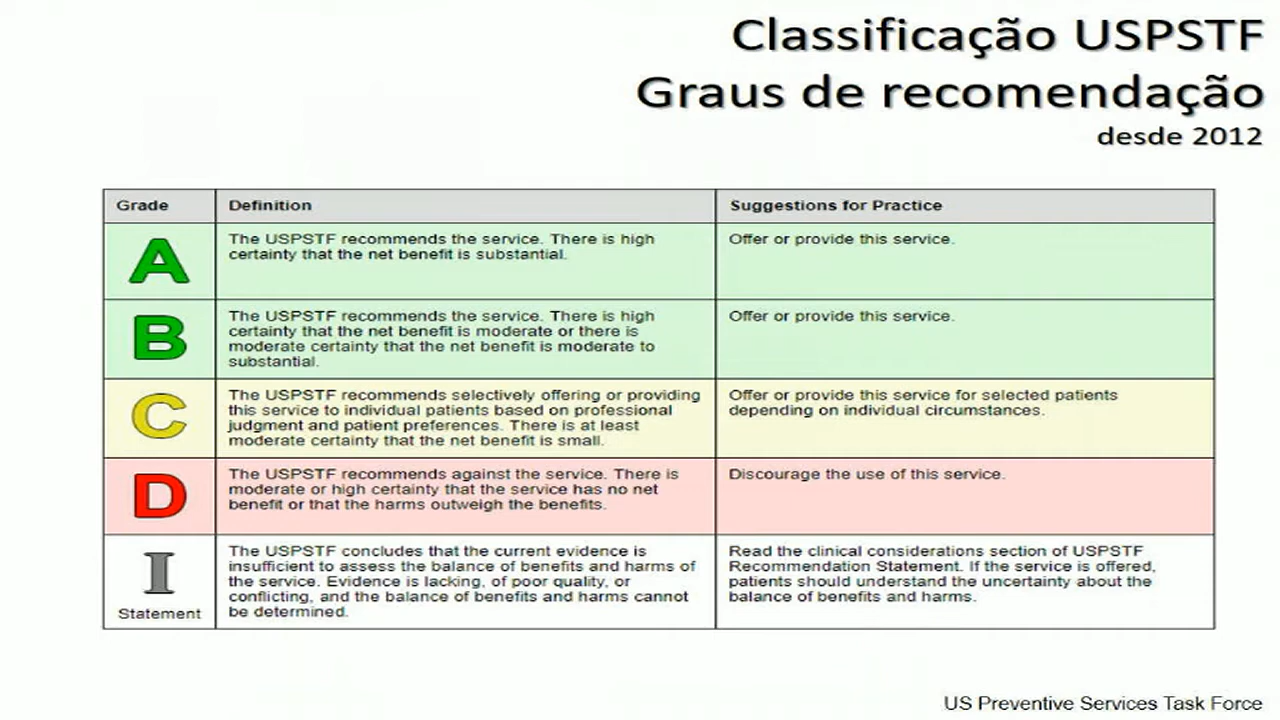 Classificação USPSTF
Graus de recomendação
desde 2012
Grade
Definition
Suggestions for Practice
A
The USPSTF recommends the service. There is high
certainty that the net benefit is substantial.
Offer or provide this service.
B
The USPSTF recommends the service. There is high
certainty that the net benefit is moderate or there is
moderate certainty that the net benefit is moderate to
substantial.
Offer or provide this service.
C
The USPSTF recommends selectively offering or providing
this service to individual patients based on professional
judgment and patient preferences. There is at least
moderate certainty that the net benefit is small.
Offer or provide this service for selected patients
depending on individual circumstances.
D
The USPSTF recommends against the service. There is
moderate or high certainty that the service has no net
benefit or that the harms outweigh the benefits.
Discourage the use of this service.
I
Statement
The USPSTF concludes that the current evidence is
insufficient to assess the balance of benefits and harms of
the service. Evidence is lacking, of poor quality, or
conflicting, and the balance of benefits and harms cannot
be determined.
Read the clinical considerations section of USPSTF
Recommendation Statement. If the service is offered,
patients should understand the uncertainty about the
balance of benefits and harms.
US Preventive Services Task Force